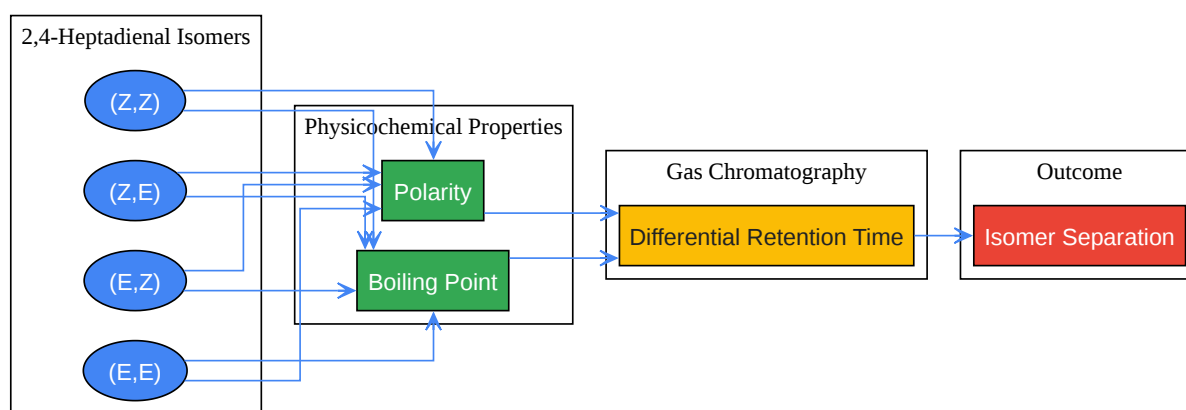 2,4-Heptadienal Isomers
(Z,Z)
(Z,E)
(E,Z)
(E,E)
Physicochemical Properties
Polarity
Boiling Point
Gas Chromatography
Differential Retention Time
Outcome
Isomer Separation